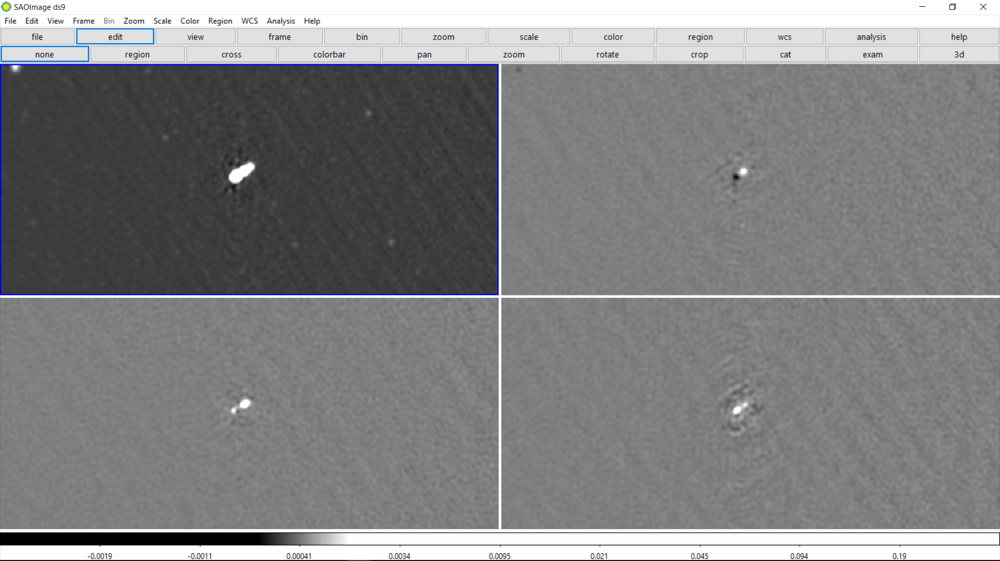 SAOImage ds9
File Edit View Frame Bin Zoom Scale Color Region WCS Analysis Help
file edit view frame bin zoom scale color region wcs analysis help
none region cross colorbar pan zoom rotate crop cat exam 3d
-0.0019 -0.0011 0.00041 0.0034 0.0095 0.021 0.045 0.094 0.19